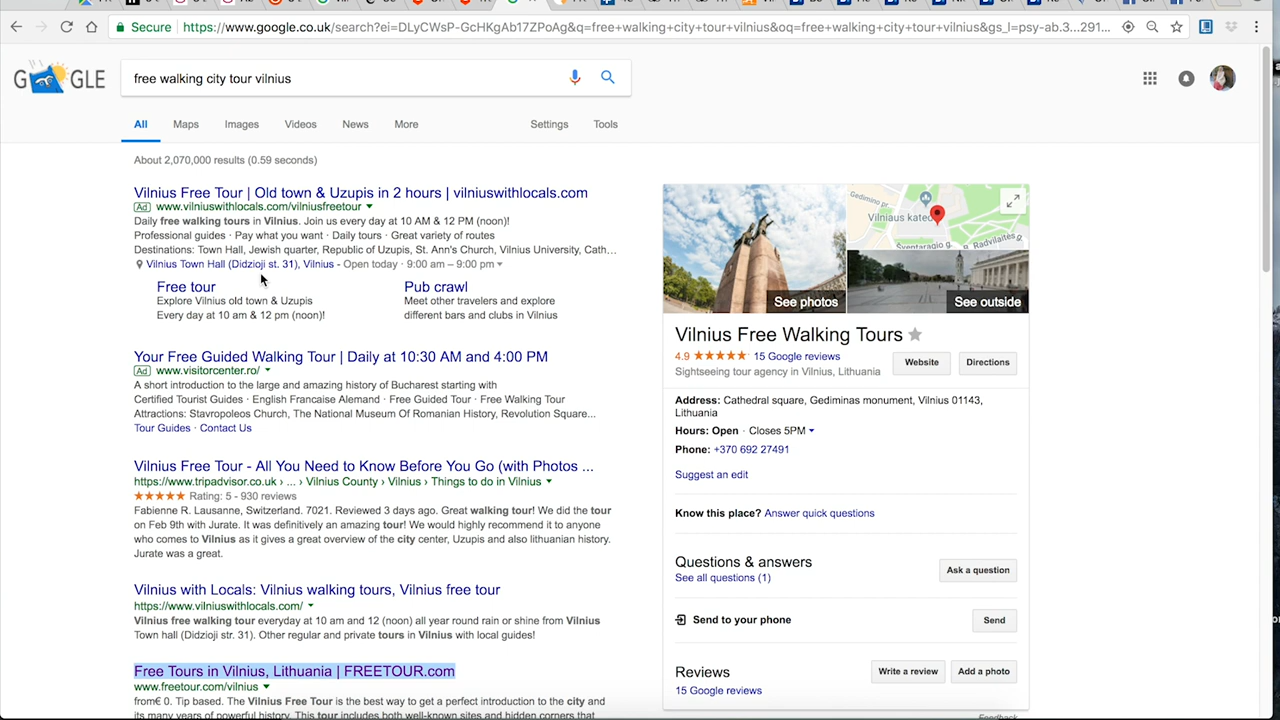 Secure
https://www.google.co.uk/search?ei=DLyCWsP-GcHKgAb17ZPoAg&q=free+walking+city+tour+vilnius&oq=free+walking+city+tour+vilnius&gs_l=psy-ab.3...291...
G GLE
free walking city tour vilnius
All Maps Images Videos News More Settings Tools
About 2,070,000 results (0.59 seconds)
Vilnius Free Tour | Old town & Uzupis in 2 hours | vilniuswithlocals.com
Ad www.vilniuswithlocals.com/vilniusfreetour
Daily free walking tours in Vilnius. Join us every day at 10 AM & 12 PM (noon)!
Professional guides · Pay what you want · Daily tours · Great variety of routes
Destinations: Town Hall, Jewish quarter, Republic of Uzupis, St. Ann's Church, Vilnius University, Cath...
Vilnius Town Hall (Didzioji st. 31), Vilnius - Open today · 9:00 am – 9:00 pm
Free tour
Explore Vilnius old town & Uzupis
Every day at 10 am & 12 pm (noon)!
Pub crawl
Meet other travelers and explore
different bars and clubs in Vilnius
Your Free Guided Walking Tour | Daily at 10:30 AM and 4:00 PM
Ad www.visitorcenter.ro/
A short introduction to the large and amazing history of Bucharest starting with
Certified Tourist Guides · English Francaise Alemand · Free Guided Tour · Free Walking Tour
Attractions: Stavropoleos Church, The National Museum Of Romanian History, Revolution Square...
Tour Guides · Contact Us
Vilnius Free Tour - All You Need to Know Before You Go (with Photos ...
https://www.tripadvisor.co.uk › ... › Vilnius County › Vilnius › Things to do in Vilnius
Rating: 5 - 930 reviews
Fabienne R. Lausanne, Switzerland. 7021. Reviewed 3 days ago. Great walking tour! We did the tour
on Feb 9th with Jurate. It was definitively an amazing tour! We would highly recommend it to anyone
who comes to Vilnius as it gives a great overview of the city center, Uzupis and also lithuanian history.
Jurate was a great.
Vilnius with Locals: Vilnius walking tours, Vilnius free tour
https://www.vilniuswithlocals.com/
Vilnius free walking tour everyday at 10 am and 12 (noon) all year round rain or shine from Vilnius
Town hall (Didzioji str. 31). Other regular and private tours in Vilnius with local guides!
Free Tours in Vilnius, Lithuania | FREETOUR.com
www.freetour.com/vilnius
from€ 0. Tip based. The Vilnius Free Tour is the best way to get a perfect introduction to the city and
its many years of powerful history. This tour includes both well-known sites and hidden corners that
Gedimino pr.
Vilniaus kated
Šventaragio g.
Radvilaitės g.
See photos
See outside
Vilnius Free Walking Tours
4.9 15 Google reviews
Sightseeing tour agency in Vilnius, Lithuania
Website
Directions
Address: Cathedral square, Gediminas monument, Vilnius 01143,
Lithuania
Hours: Open · Closes 5PM
Phone: +370 692 27491
Suggest an edit
Know this place? Answer quick questions
Questions & answers
See all questions (1)
Ask a question
Send to your phone
Send
Reviews
15 Google reviews
Write a review
Add a photo
Feedback